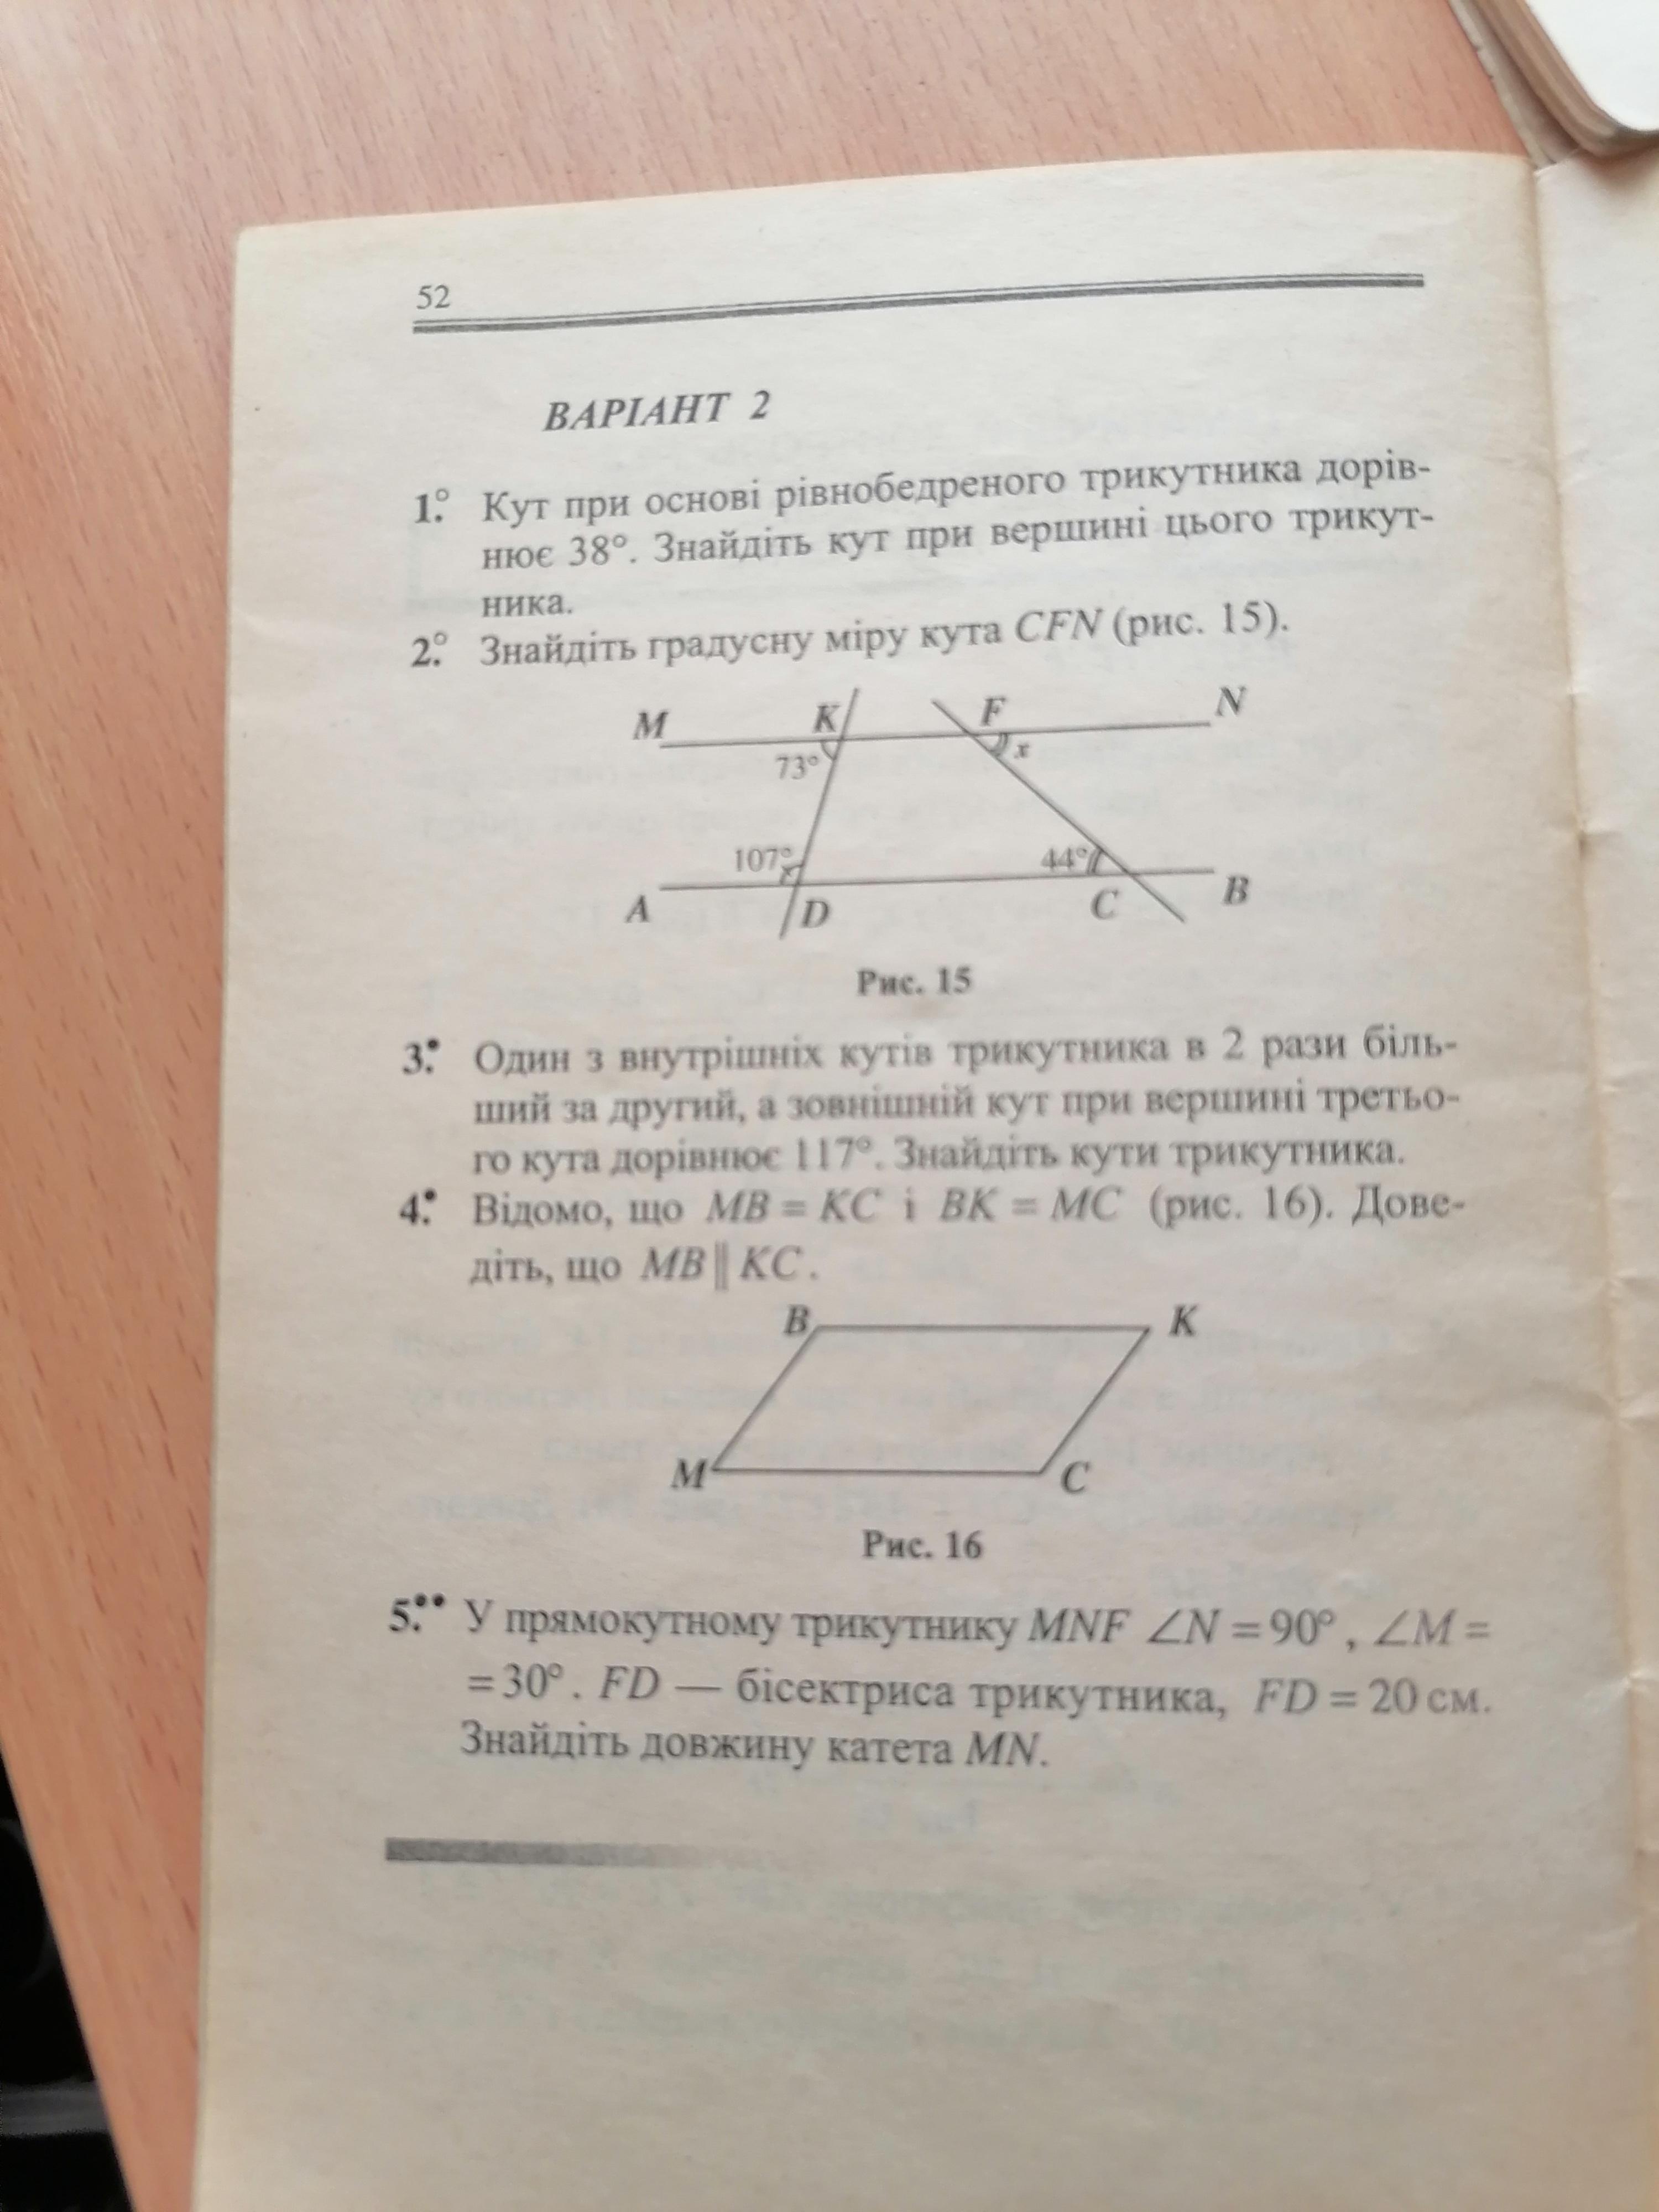 52
ВАРІАНТ 2
1.° Кут при основі рівнобедреного трикутника дорів-
нює 38°. Знайдіть кут при вершині цього трикут-
ника.
2.° Знайдіть градусну міру кута CFN (рис. 15).
M K F N
73° x
107° 44°
A D C B
Рис. 15
3.• Один з внутрішніх кутів трикутника в 2 рази біль-
ший за другий, а зовнішній кут при вершині третьо-
го кута дорівнює 117°. Знайдіть кути трикутника.
4.• Відомо, що MB = KC і BK = MC (рис. 16). Дове-
діть, що MB || KC.
B K
M C
Рис. 16
5.•• У прямокутному трикутнику MNF ∠N = 90°, ∠M =
= 30°. FD — бісектриса трикутника, FD = 20 см.
Знайдіть довжину катета MN.